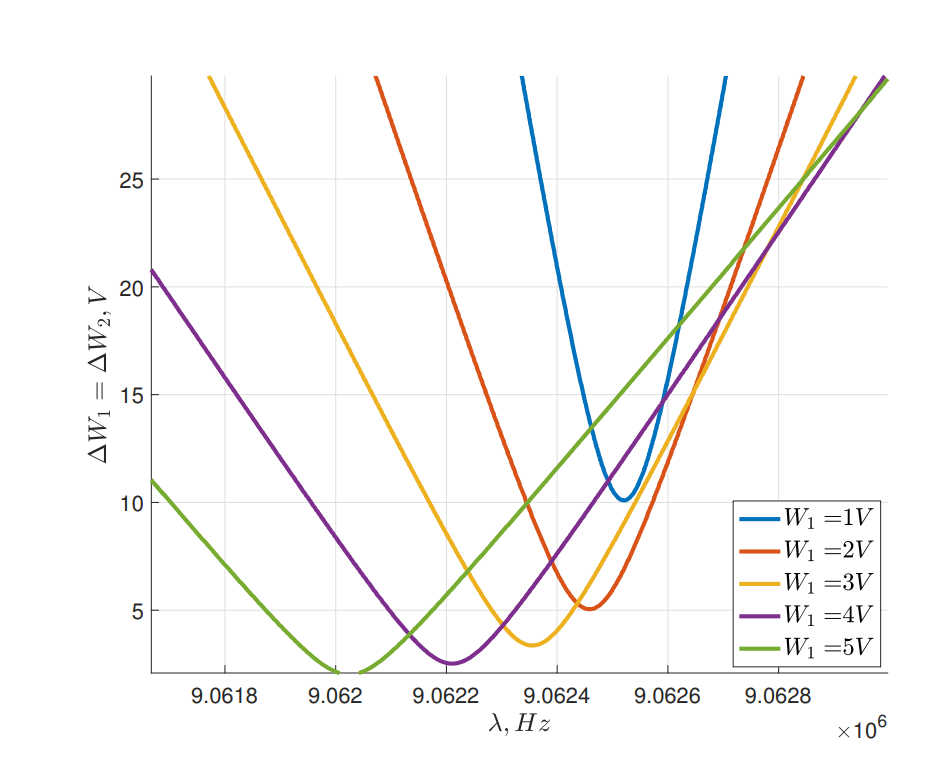 25
20
15
10
5
ΔW₁ = ΔW₂, V
9.0618 9.062 9.0622 9.0624 9.0626 9.0628
λ, Hz
×10⁶
W₁ =1V
W₁ =2V
W₁ =3V
W₁ =4V
W₁ =5V